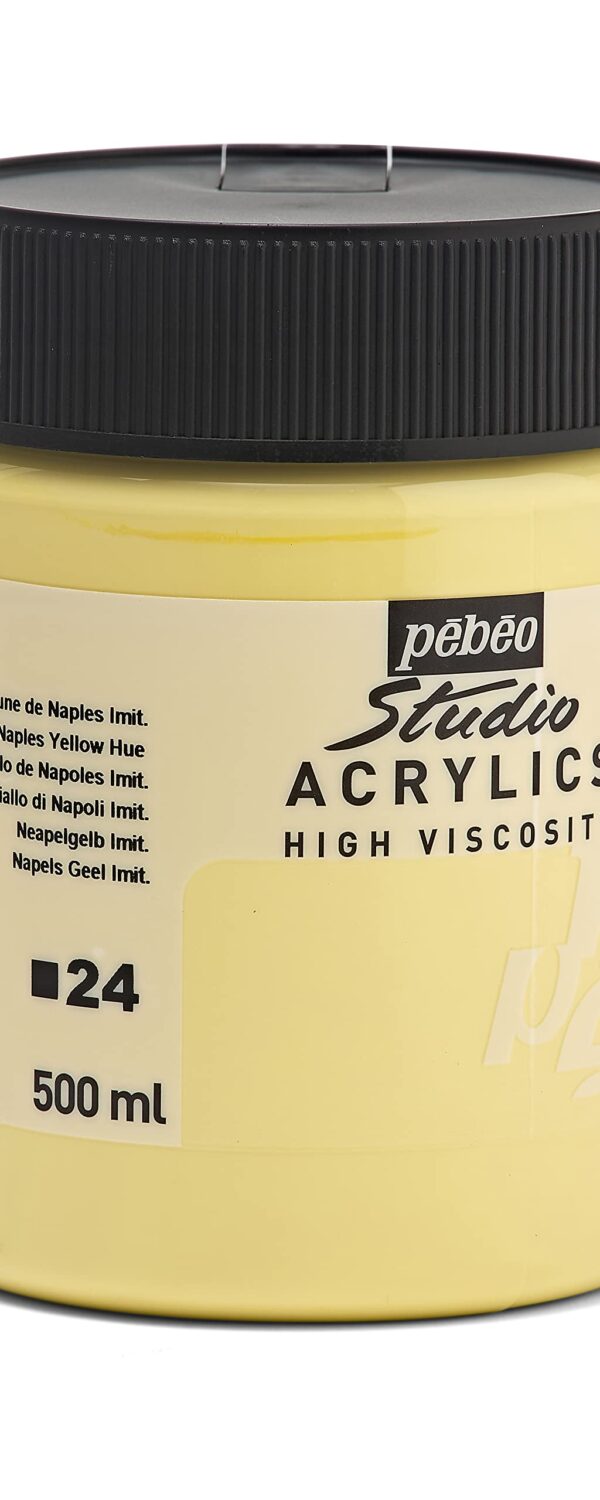 pēbēo
Studio
ACRYLICS
HIGH VISCOSIT
une de Naples Imit.
Naples Yellow Hue
lo de Napoles Imit.
iallo di Napoli Imit.
Neapelgelb Imit.
Napels Geel Imit.
24
500 ml